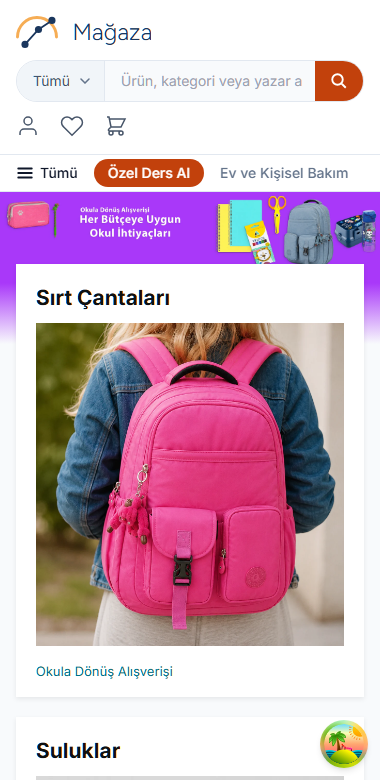 Mağaza
Tümü
Ürün, kategori veya yazar a
Tümü
Özel Ders Al
Ev ve Kişisel Bakım
Okula Dönüş Alışverişi
Her Bütçeye Uygun
Okul İhtiyaçları
Sırt Çantaları
Okula Dönüş Alışverişi
Suluklar